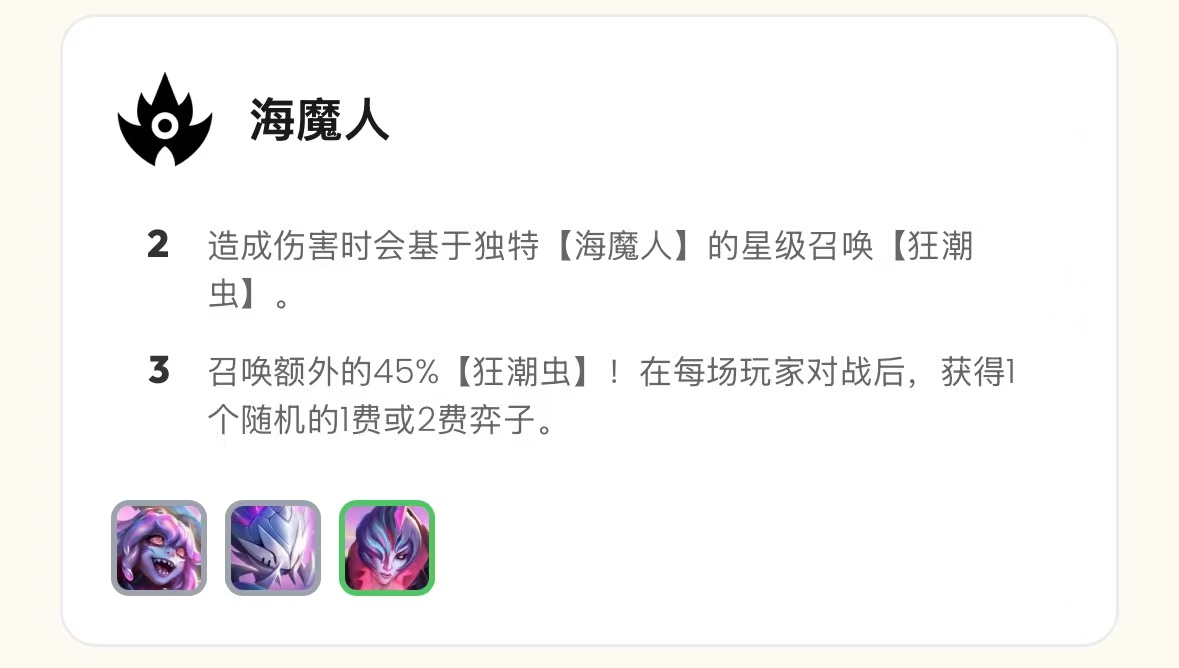 海魔人
2 造成伤害时会基于独特【海魔人】的星级召唤【狂潮
虫】。
3 召唤额外的45%【狂潮虫】！在每场玩家对战后，获得1
个随机的1费或2费弈子。